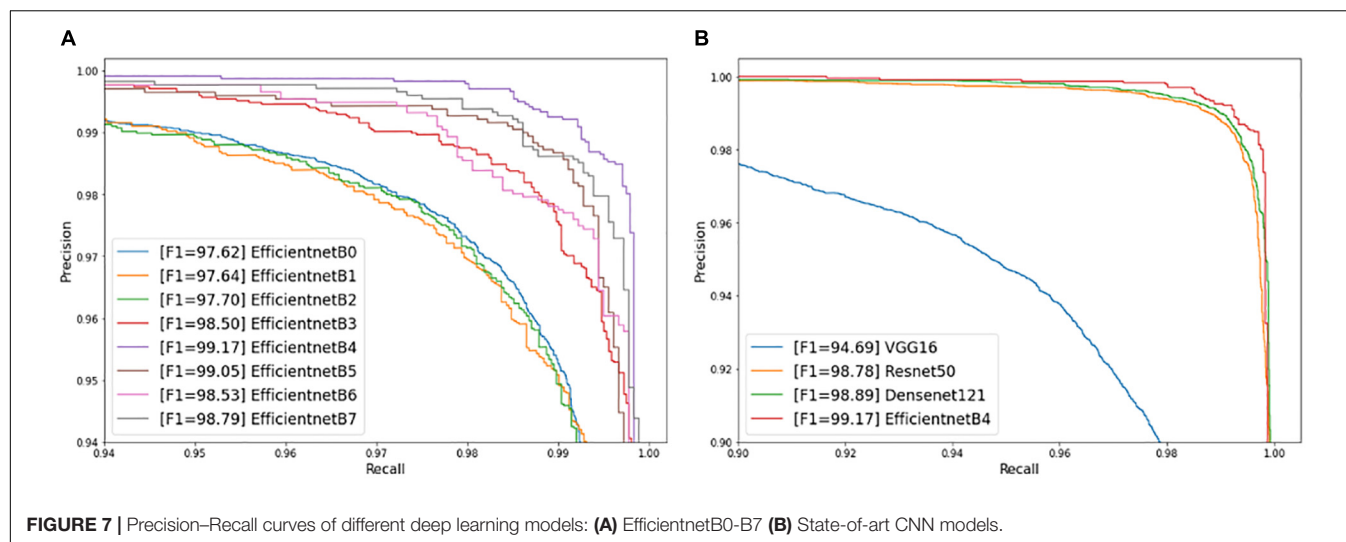 A
1.00
0.99
0.98
0.97
0.96
0.95
0.94
Precision
[F1=97.62] EfficientnetB0
[F1=97.64] EfficientnetB1
[F1=97.70] EfficientnetB2
[F1=98.50] EfficientnetB3
[F1=99.17] EfficientnetB4
[F1=99.05] EfficientnetB5
[F1=98.53] EfficientnetB6
[F1=98.79] EfficientnetB7
0.94 0.95 0.96 0.97 0.98 0.99 1.00
Recall
B
1.00
0.98
0.96
0.94
0.92
0.90
Precision
[F1=94.69] VGG16
[F1=98.78] Resnet50
[F1=98.89] Densenet121
[F1=99.17] EfficientnetB4
0.90 0.92 0.94 0.96 0.98 1.00
Recall
FIGURE 7 | Precision–Recall curves of different deep learning models: (A) EfficientnetB0-B7 (B) State-of-art CNN models.